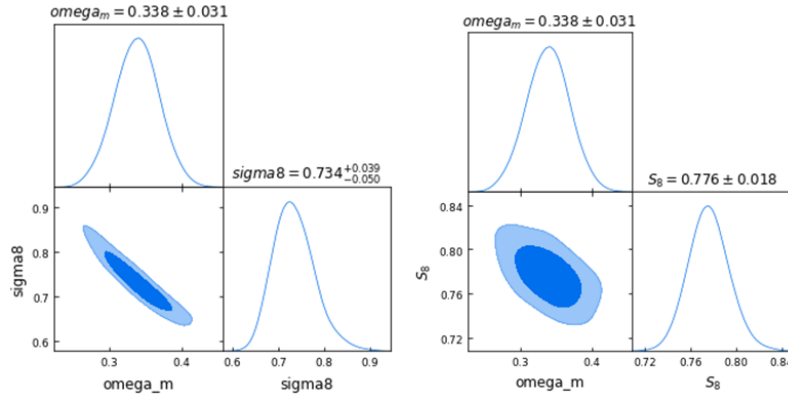 omega_m = 0.338 ± 0.031
sigma8 = 0.734^{+0.039}_{-0.050}
0.9
0.8
0.7
0.6
sigma8
0.3
0.4
omega_m
0.6
0.7
0.8
0.9
sigma8
omega_m = 0.338 ± 0.031
S_8 = 0.776 ± 0.018
0.84
0.80
0.76
0.72
S_8
0.3
0.4
omega_m
0.72
0.76
0.80
0.84
S_8